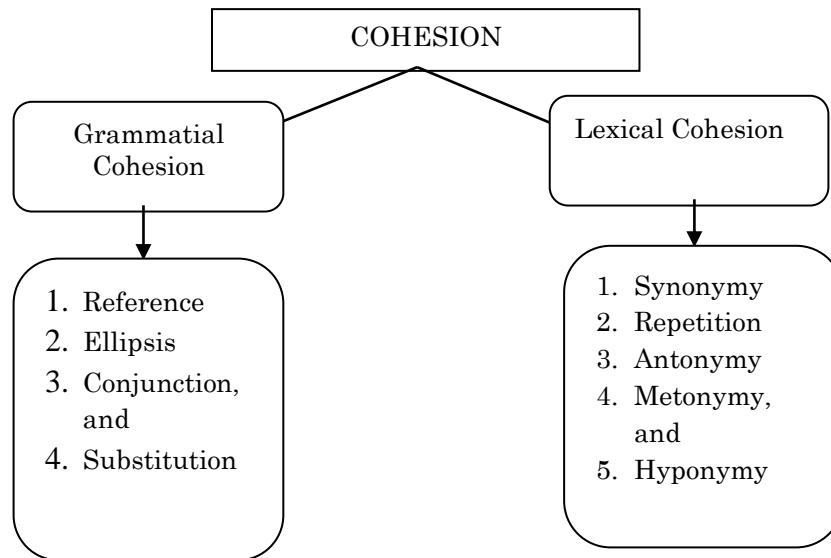 COHESION
Grammatial
Cohesion
Lexical Cohesion
1. Reference
2. Ellipsis
3. Conjunction,
and
4. Substitution
1. Synonymy
2. Repetition
3. Antonymy
4. Metonymy,
and
5. Hyponymy